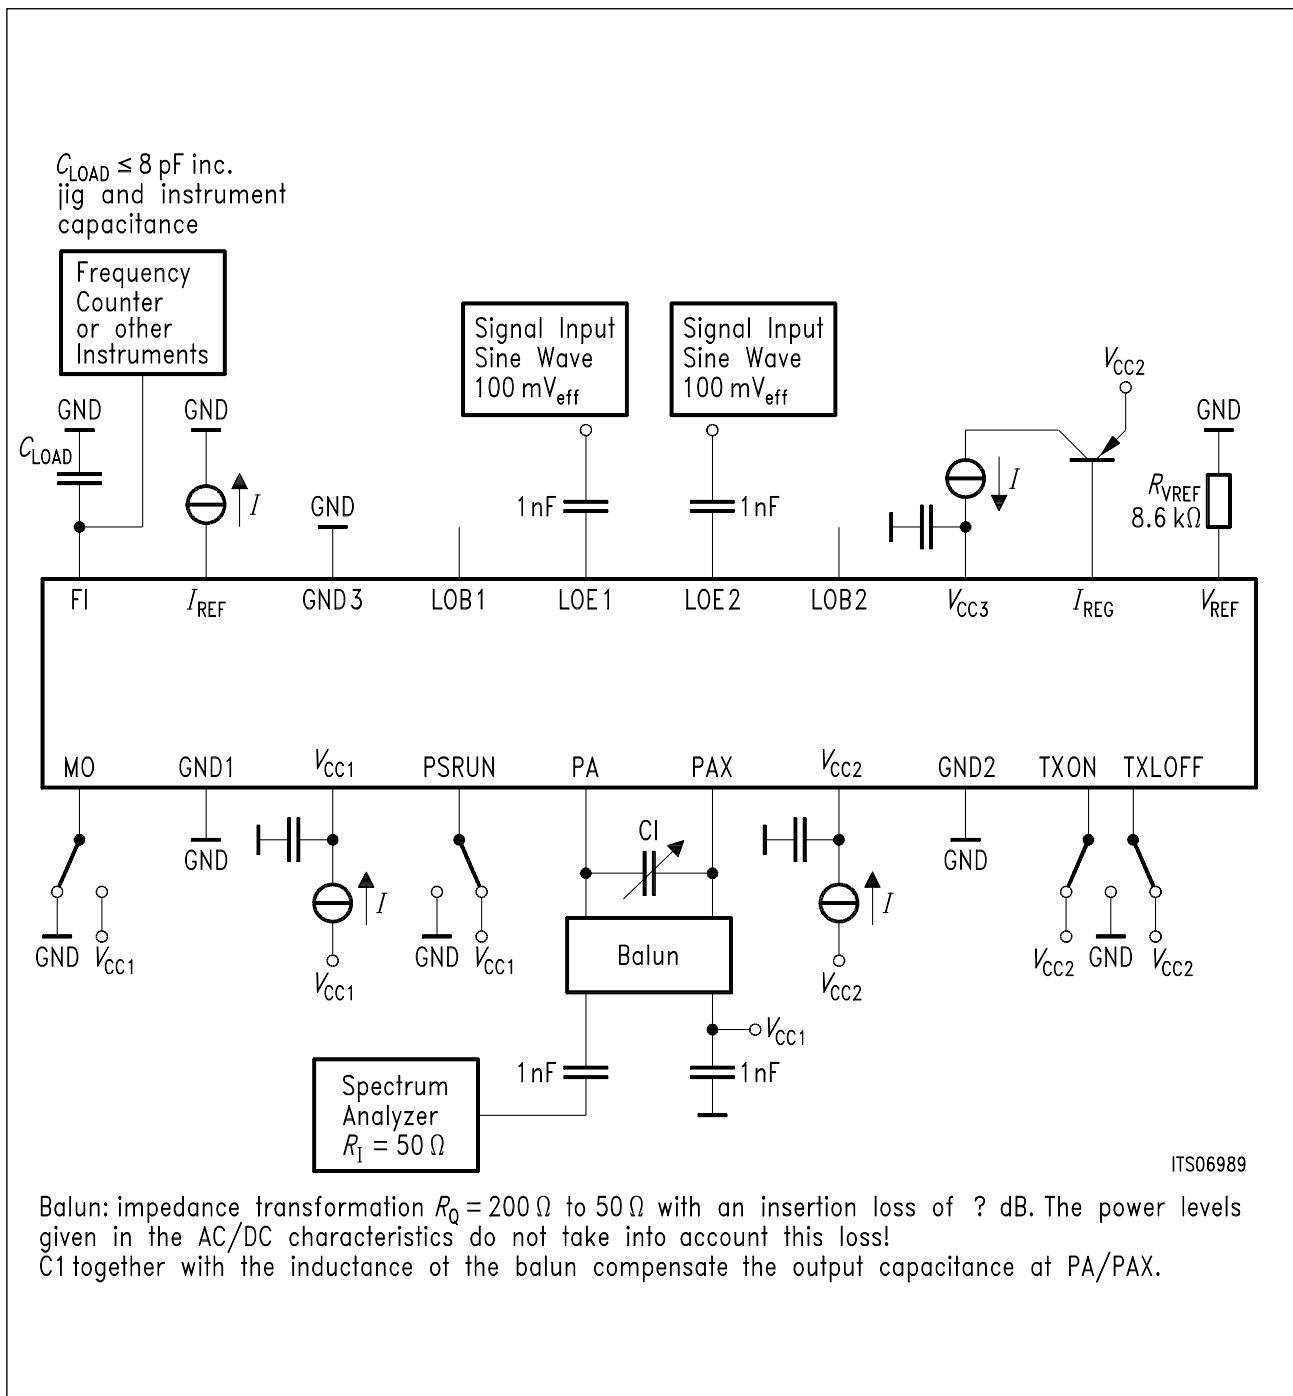 C_LOAD ≤ 8 pF inc.
jig and instrument
capacitance
Frequency
Counter
or other
Instruments
Signal Input
Sine Wave
100 mV_eff
Signal Input
Sine Wave
100 mV_eff
V_CC2
GND
GND
GND
C_LOAD
I
GND
1 nF
1 nF
I
R_VREF
8.6 kΩ
FI
I_REF
GND3
LOB1
LOE1
LOE2
LOB2
V_CC3
I_REG
V_REF
MO
GND1
V_CC1
PSRUN
PA
PAX
V_CC2
GND2
TXON
TXLOFF
GND
CI
GND
I
I
GND
V_CC1
V_CC1
GND
V_CC1
Balun
V_CC2
V_CC2
GND
V_CC2
V_CC1
1 nF
1 nF
Spectrum
Analyzer
R_I = 50 Ω
ITS06989
Balun: impedance transformation R_Q = 200 Ω to 50 Ω with an insertion loss of ? dB. The power levels
given in the AC/DC characteristics do not take into account this loss!
C1 together with the inductance ot the balun compensate the output capacitance at PA/PAX.